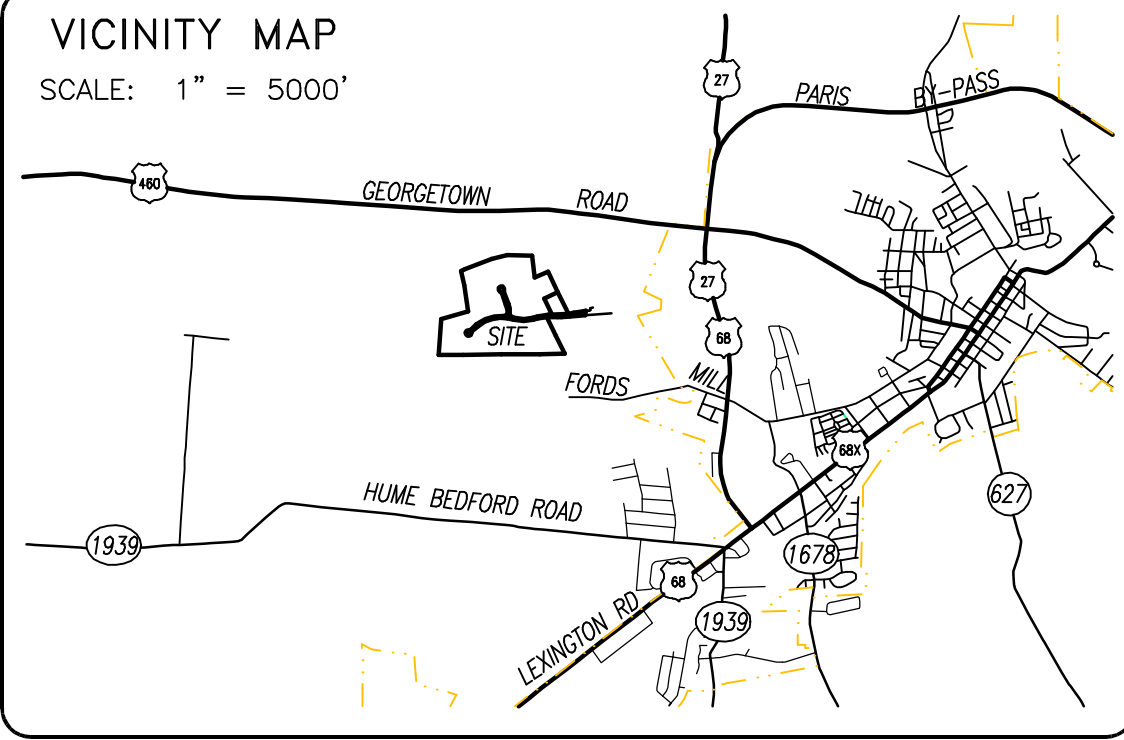 VICINITY MAP
SCALE: 1" = 5000'
27
PARIS BY-PASS
460
GEORGETOWN ROAD
27
SITE
68
FORDS MILL
68X
HUME BEDFORD ROAD
627
1939
1678
68
LEXINGTON RD
1939